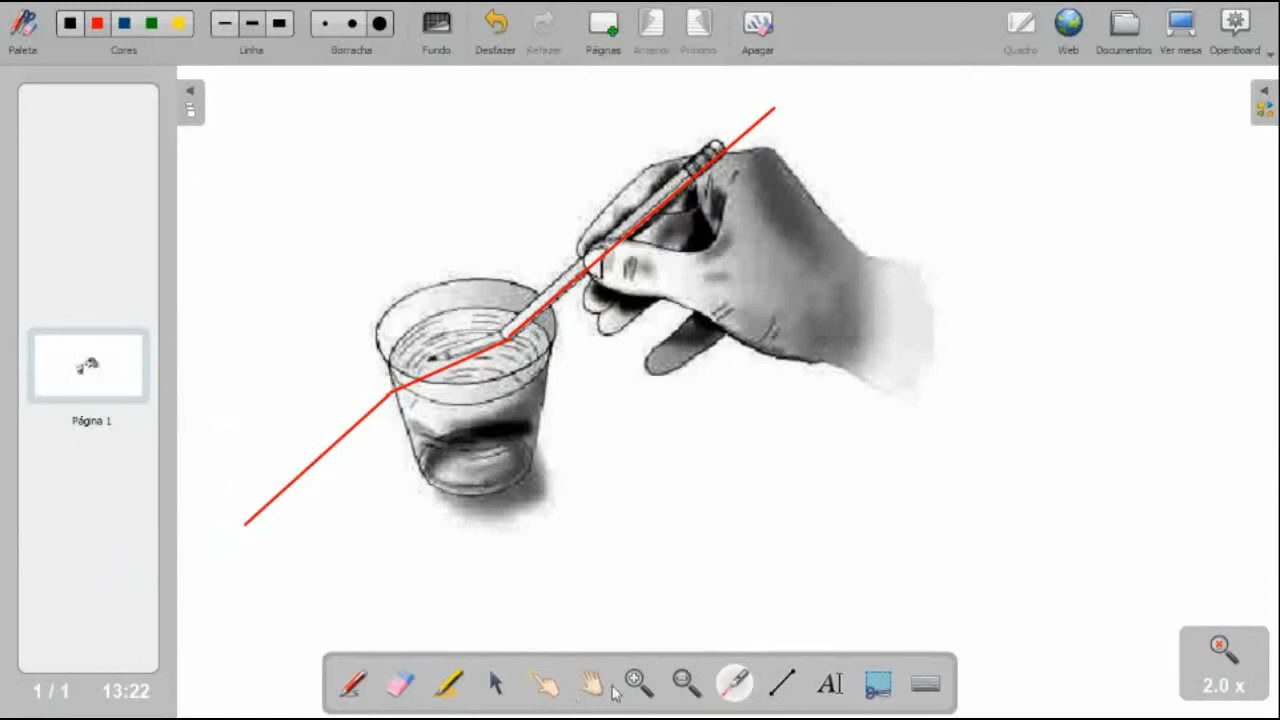 Paleta
Cores
Linha
Borracha
Fundo
Desfazer
Refazer
Páginas
Anterior
Próximo
Apagar
Quadro
Web
Documentos
Ver mesa
OpenBoard
Página 1
1 / 1
13:22
AI
2.0 x